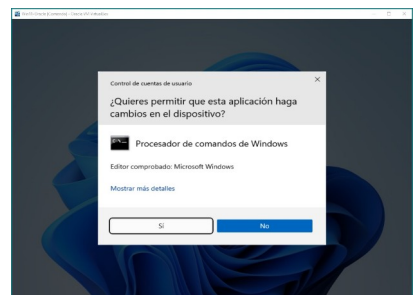 Control de cuentas de usuario
¿Quieres permitir que esta aplicación haga
cambios en el dispositivo?
Procesador de comandos de Windows
Editor comprobado: Microsoft Windows
Mostrar más detalles
Sí
No